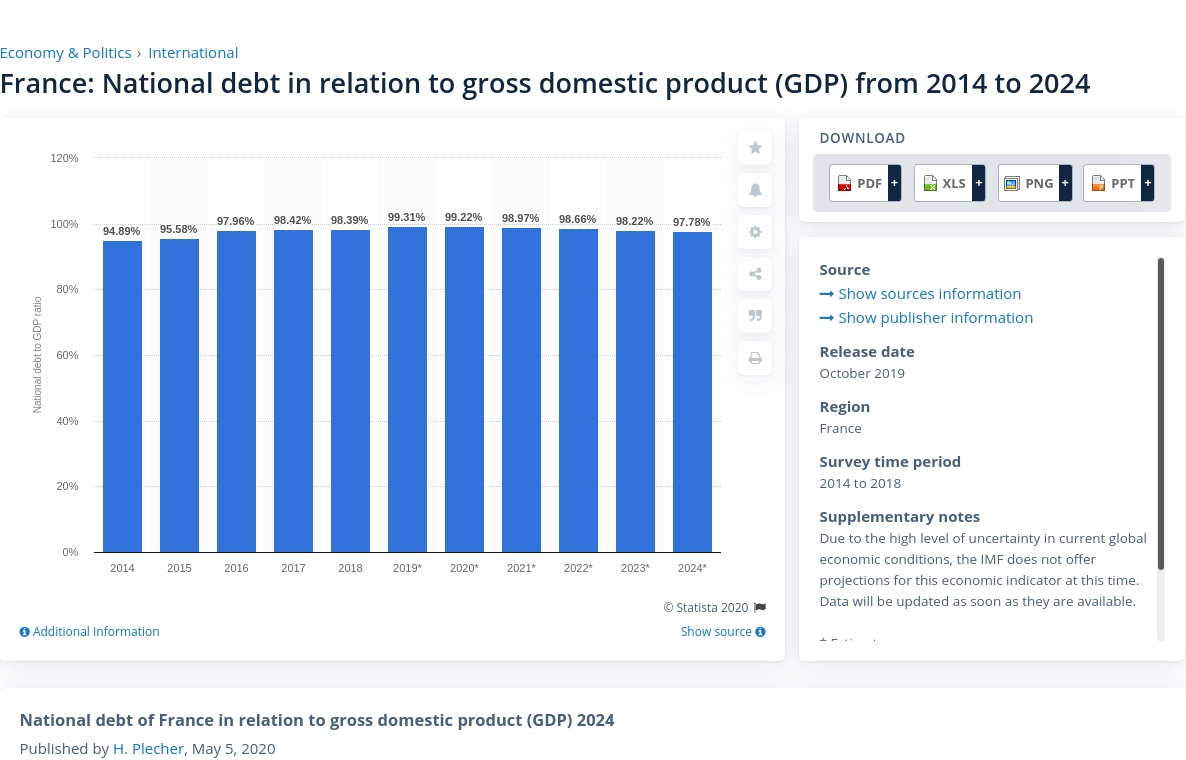 Economy & Politics › International
France: National debt in relation to gross domestic product (GDP) from 2014 to 2024
120%
100%
80%
60%
40%
20%
0%
National debt to GDP ratio
94.89%
95.58%
97.96%
98.42%
98.39%
99.31%
99.22%
98.97%
98.66%
98.22%
97.78%
2014
2015
2016
2017
2018
2019*
2020*
2021*
2022*
2023*
2024*
© Statista 2020
Additional Information
Show source
DOWNLOAD
PDF +
XLS +
PNG +
PPT +
Source
Show sources information
Show publisher information
Release date
October 2019
Region
France
Survey time period
2014 to 2018
Supplementary notes
Due to the high level of uncertainty in current global
economic conditions, the IMF does not offer
projections for this economic indicator at this time.
Data will be updated as soon as they are available.
National debt of France in relation to gross domestic product (GDP) 2024
Published by H. Plecher, May 5, 2020